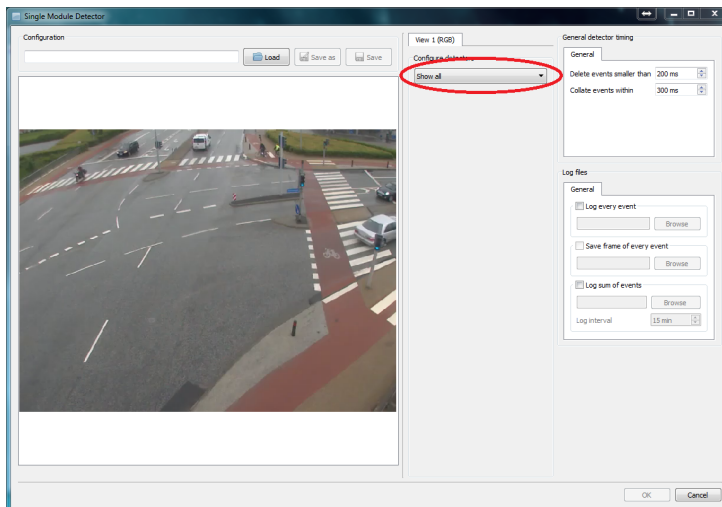 Single Module Detector
Configuration
Load
Save as
Save
View 1 (RGB)
Configure detectors
Show all
General detector timing
General
Delete events smaller than 200 ms
Collate events within 300 ms
Log files
General
Log every event
Browse
Save frame of every event
Browse
Log sum of events
Browse
Log interval 15 min
OK
Cancel